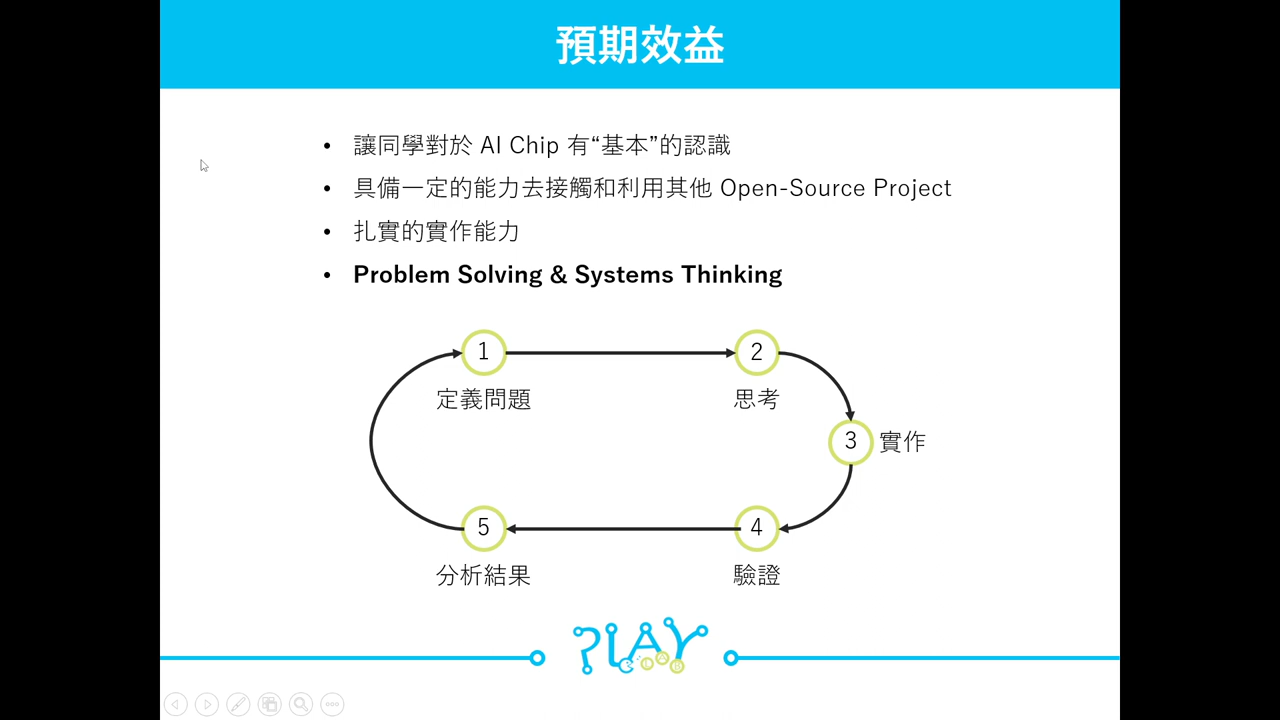 預期效益
• 讓同學對於 AI Chip 有“基本”的認識
• 具備一定的能力去接觸和利用其他 Open-Source Project
• 扎實的實作能力
• Problem Solving & Systems Thinking
1
2
定義問題
思考
3 實作
5
4
分析結果
驗證
PLAY
LAB